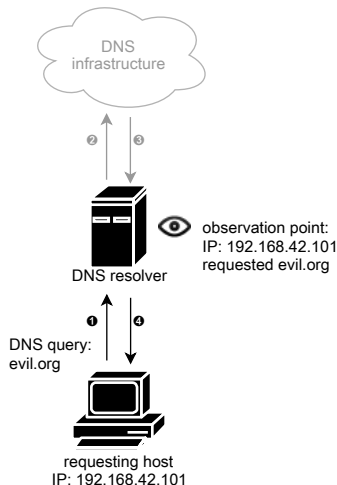 DNS
infrastructure
❷
❸
observation point:
IP: 192.168.42.101
requested evil.org
DNS resolver
❶
❹
DNS query:
evil.org
requesting host
IP: 192.168.42.101